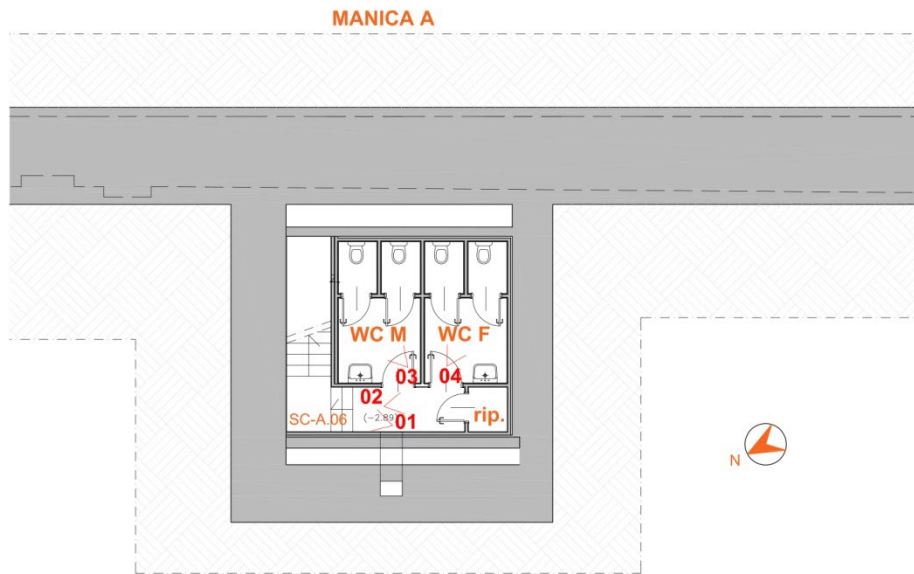 MANICA A
WC M
WC F
03
04
02
SC-A.06
(-2.89)
01
rip.
N